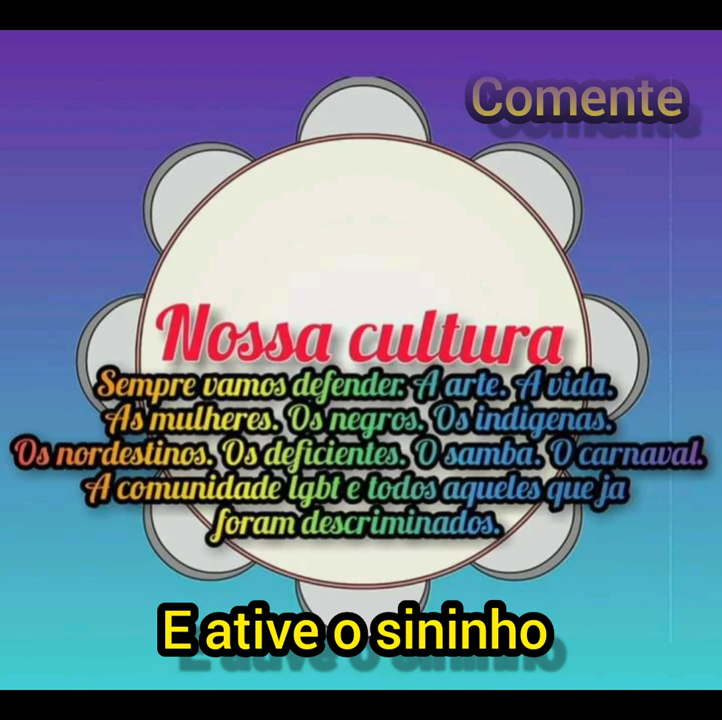 Comente
Nossa cultura
Sempre vamos defender. A arte. A vida.
As mulheres. Os negros. Os indigenas.
Os nordestinos. Os deficientes. O samba. O carnaval.
A comunidade lgbt e todos aqueles que ja
foram descriminados.
E ative o sininho